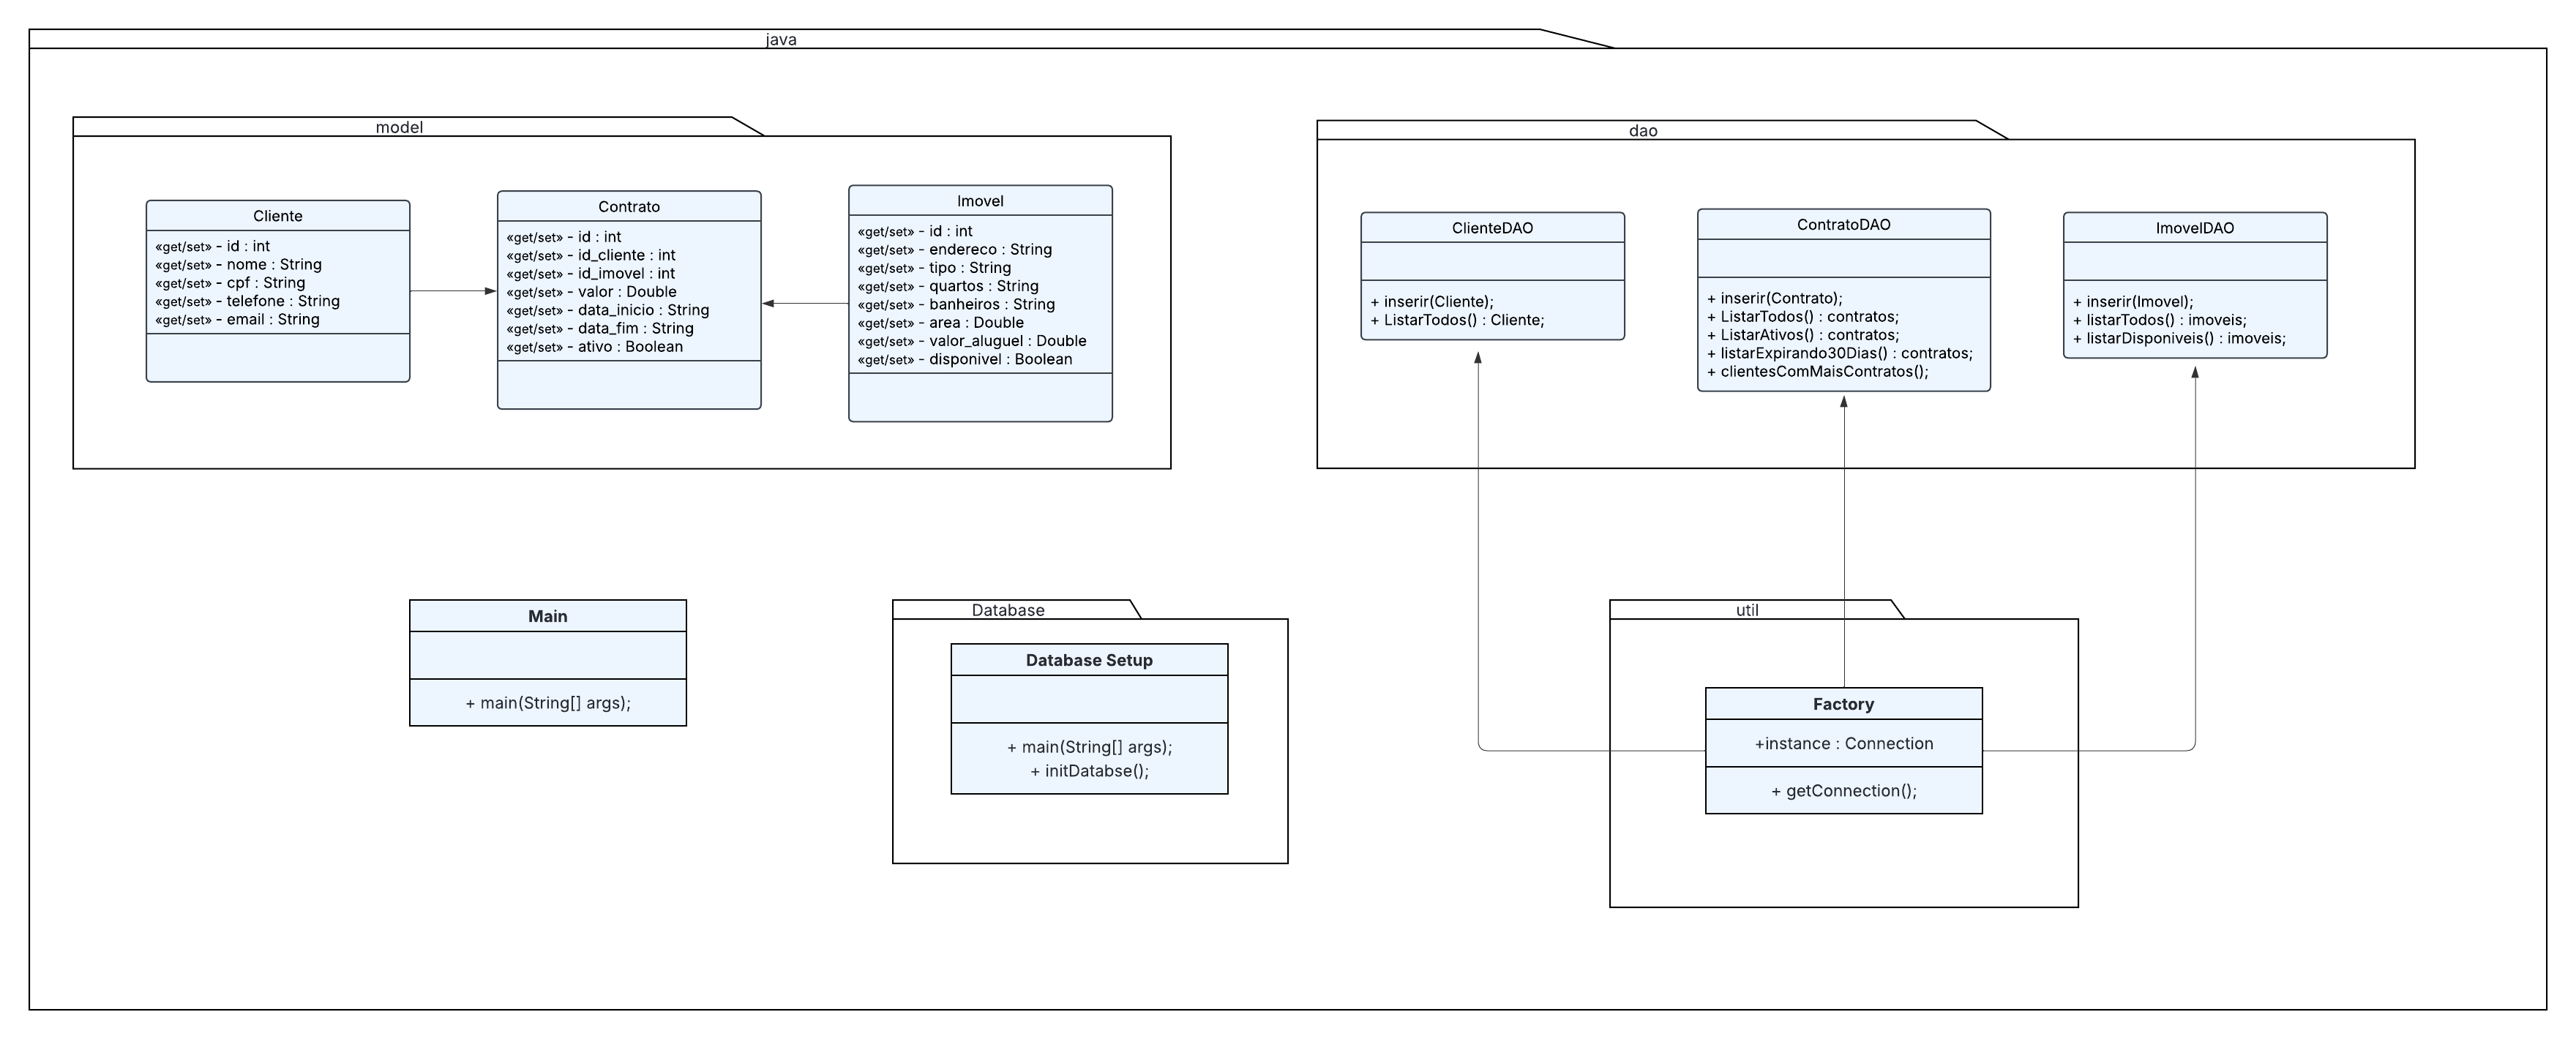 java
model
Cliente
«get/set» - id : int
«get/set» - nome : String
«get/set» - cpf : String
«get/set» - telefone : String
«get/set» - email : String
Contrato
«get/set» - id : int
«get/set» - id_cliente : int
«get/set» - id_imovel : int
«get/set» - valor : Double
«get/set» - data_inicio : String
«get/set» - data_fim : String
«get/set» - ativo : Boolean
Imovel
«get/set» - id : int
«get/set» - endereco : String
«get/set» - tipo : String
«get/set» - quartos : String
«get/set» - banheiros : String
«get/set» - area : Double
«get/set» - valor_aluguel : Double
«get/set» - disponivel : Boolean
dao
ClienteDAO
+ inserir(Cliente);
+ ListarTodos() : Cliente;
ContratoDAO
+ inserir(Contrato);
+ ListarTodos() : contratos;
+ ListarAtivos() : contratos;
+ listarExpirando30Dias() : contratos;
+ clientesComMaisContratos();
ImovelDAO
+ inserir(Imovel);
+ listarTodos() : imoveis;
+ listarDisponiveis() : imoveis;
Main
+ main(String[] args);
Database
Database Setup
+ main(String[] args);
+ initDatabse();
util
Factory
+instance : Connection
+ getConnection();